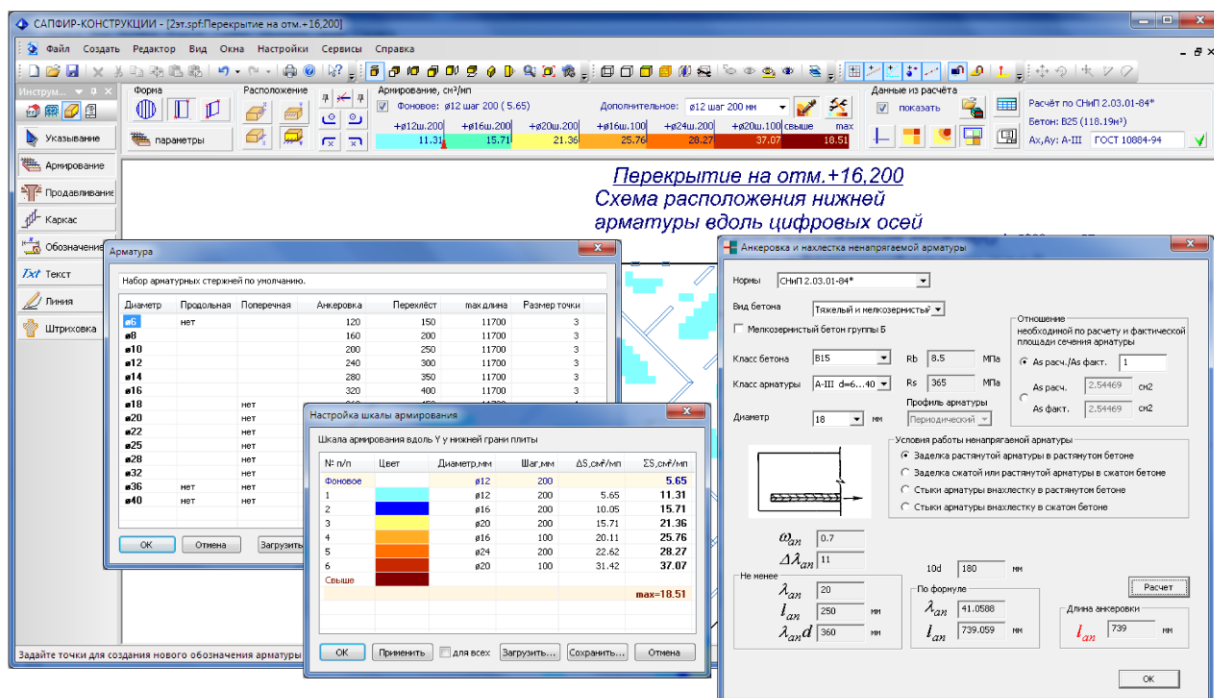 САПФИР-КОНСТРУКЦИИ - [2эт.spf:Перекрытие на отм.+16,200]
Файл Создать Редактор Вид Окна Настройки Сервисы Справка
Инструм...
Форма
Расположение
Армирование, см²/мп
Данные из расчёта
Фоновое: ø12 шаг 200 ( 5.65)
Дополнительное: ø12 шаг 200 мм
показать
Расчёт по СНиП 2.03.01-84*
Бетон: B25 (118.19м³)
Ax,Ay: A-III ГОСТ 10884-94
параметры
+ø12ш.200 +ø16ш.200 +ø20ш.200 +ø16ш.100 +ø24ш.200 +ø20ш.100 свыше max
11.31 15.71 21.36 25.76 28.27 37.07 18.51
Указывание
Армирование
Продавливание
Каркас
Обозначение
Txt Текст
Линия
Штриховка
Перекрытие на отм.+16,200
Схема расположения нижней
арматуры вдоль цифровых осей
Арматура
Набор арматурных стержней по умолчанию.
Диаметр Продольная Поперечная Анкеровка Перехлёст max длина Размер точки
ø6 нет 120 150 11700 3
ø8 160 200 11700 3
ø10 200 250 11700 3
ø12 240 300 11700 3
ø14 280 350 11700 3
ø16 320 400 11700 3
ø18 нет
ø20 нет
ø22 нет
ø25 нет
ø28 нет
ø32 нет
ø36 нет нет
ø40 нет нет
ОК Отмена Загрузить
Настройка шкалы армирования
Шкала армирования вдоль Y у нижней грани плиты
№ п/п Цвет Диаметр,мм Шаг,мм ΔS,см²/мп ΣS,см²/мп
Фоновое ø12 200 5.65
1 ø12 200 5.65 11.31
2 ø16 200 10.05 15.71
3 ø20 200 15.71 21.36
4 ø16 100 20.11 25.76
5 ø24 200 22.62 28.27
6 ø20 100 31.42 37.07
Свыше
max=18.51
ОК Применить для всех Загрузить... Сохранить... Отмена
Анкеровка и нахлестка ненапрягаемой арматуры
Нормы СНиП 2.03.01-84*
Вид бетона Тяжелый и мелкозернистый
Мелкозернистый бетон группы Б
Класс бетона B15 Rb 8.5 МПа
Класс арматуры A-III d=6...40 Rs 365 МПа
Профиль арматуры
Диаметр 18 мм Периодический
Отношение
необходимой по расчету и фактической
площади сечения арматуры
As расч./As факт. 1
As расч. 2.54469 см2
As факт. 2.54469 см2
Условия работы ненапрягаемой арматуры
Заделка растянутой арматуры в растянутом бетоне
Заделка сжатой или растянутой арматуры в сжатом бетоне
Стыки арматуры внахлестку в растянутом бетоне
Стыки арматуры внахлестку в сжатом бетоне
ωan 0.7
Δλan 11
10d 180 мм
Расчет
Не менее
λan 20
lan 250 мм
λan d 360 мм
По формуле
λan 41.0588
lan 739.059 мм
Длина анкеровки
lan 739 мм
ОК
Задайте точки для создания нового обозначения арматуры